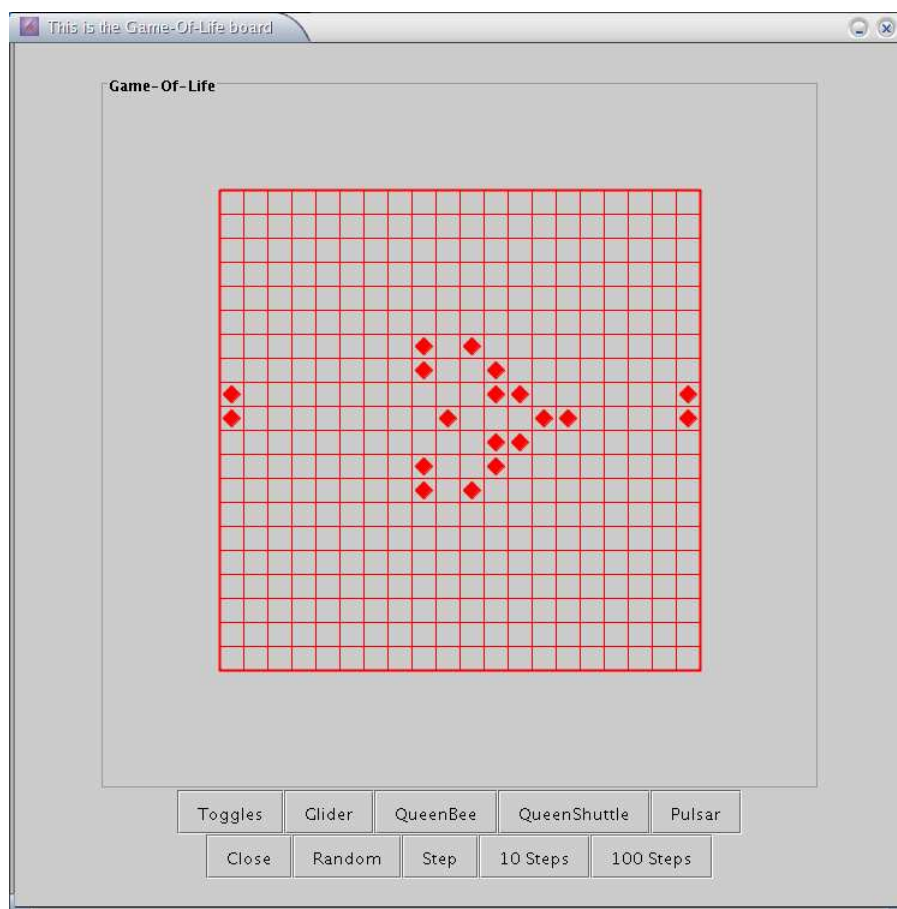 This is the Game-Of-Life board
Game-Of-Life
Toggles Glider QueenBee QueenShuttle Pulsar
Close Random Step 10 Steps 100 Steps